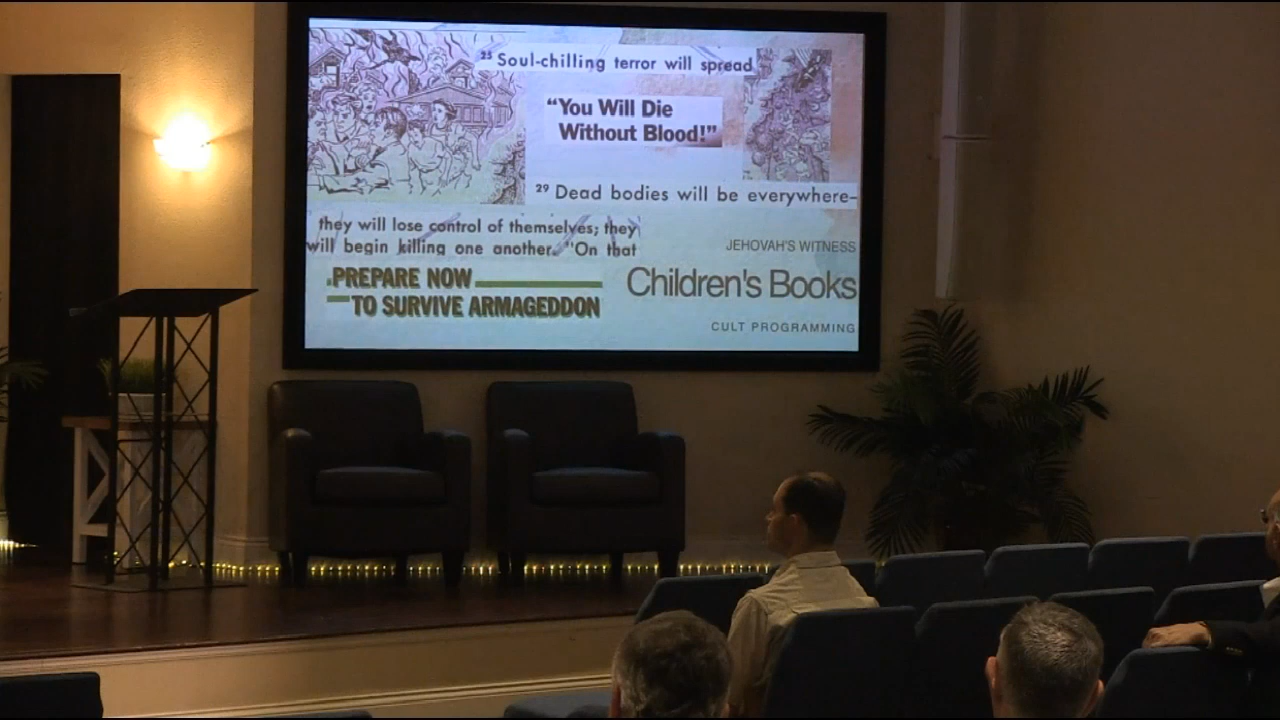 25 Soul-chilling terror will spread
“You Will Die
Without Blood!”
29 Dead bodies will be everywhere–
they will lose control of themselves; they
will begin killing one another. "On that
PREPARE NOW
TO SURVIVE ARMAGEDDON
JEHOVAH'S WITNESS
Children's Books
CULT PROGRAMMING